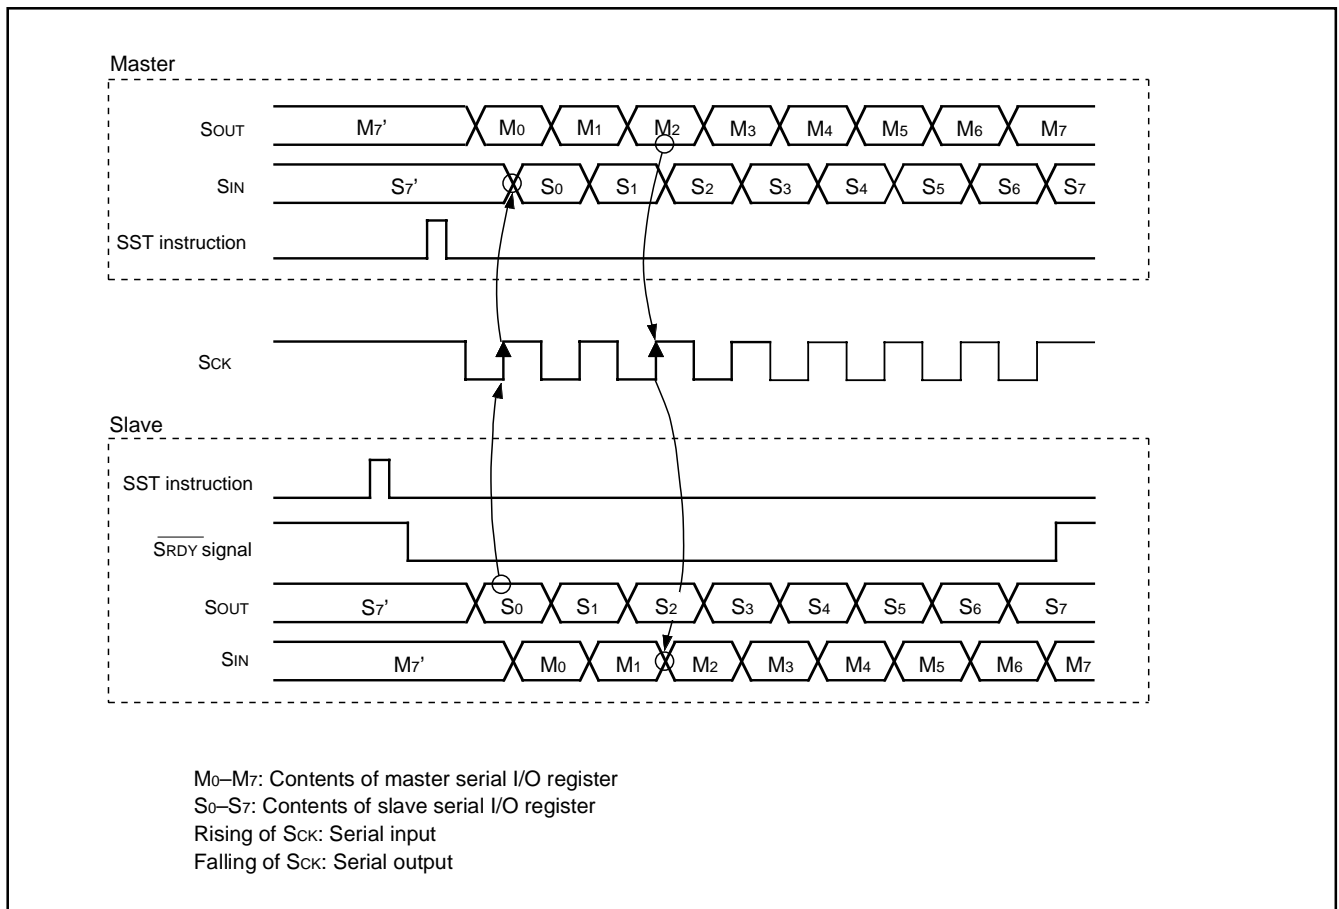 Master
SOUT M7’ M0 M1 M2 M3 M4 M5 M6 M7
SIN S7’ S0 S1 S2 S3 S4 S5 S6 S7
SST instruction
SCK
Slave
SST instruction
SRDY signal
SOUT S7’ S0 S1 S2 S3 S4 S5 S6 S7
SIN M7’ M0 M1 M2 M3 M4 M5 M6 M7
M0–M7: Contents of master serial I/O register
S0–S7: Contents of slave serial I/O register
Rising of SCK: Serial input
Falling of SCK: Serial output